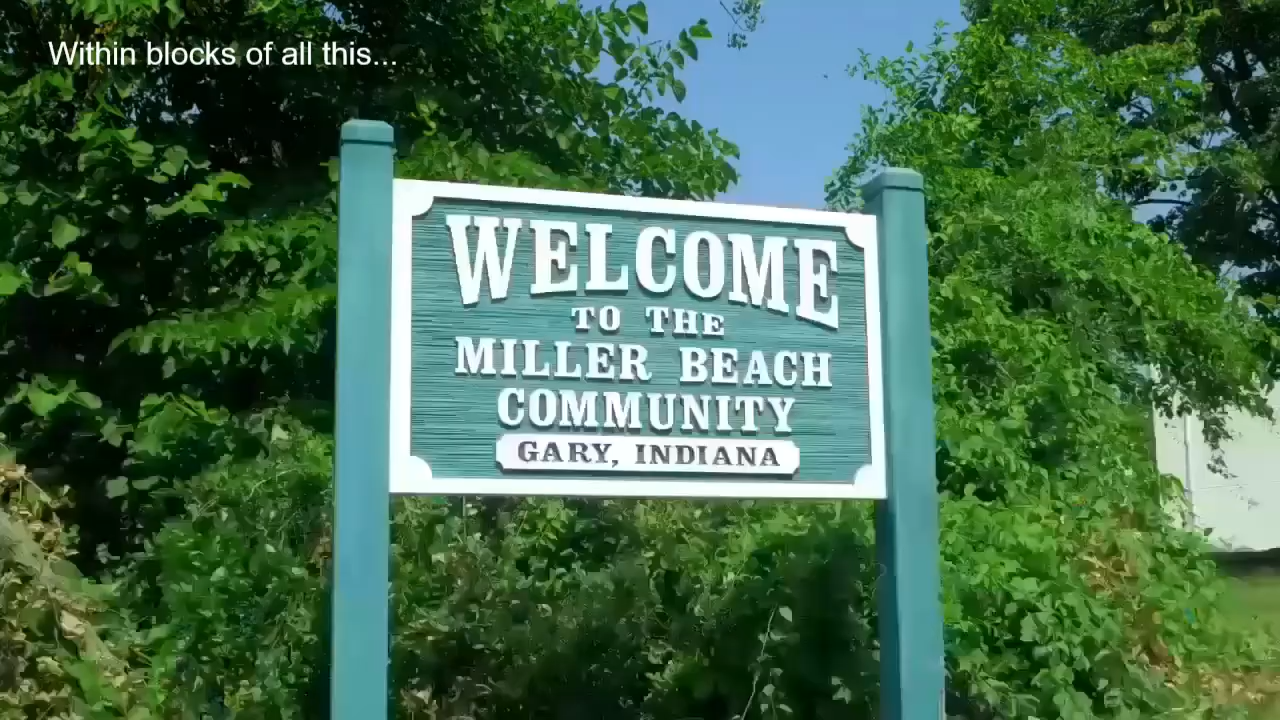 Within blocks of all this...
WELCOME
TO THE
MILLER BEACH
COMMUNITY
GARY, INDIANA